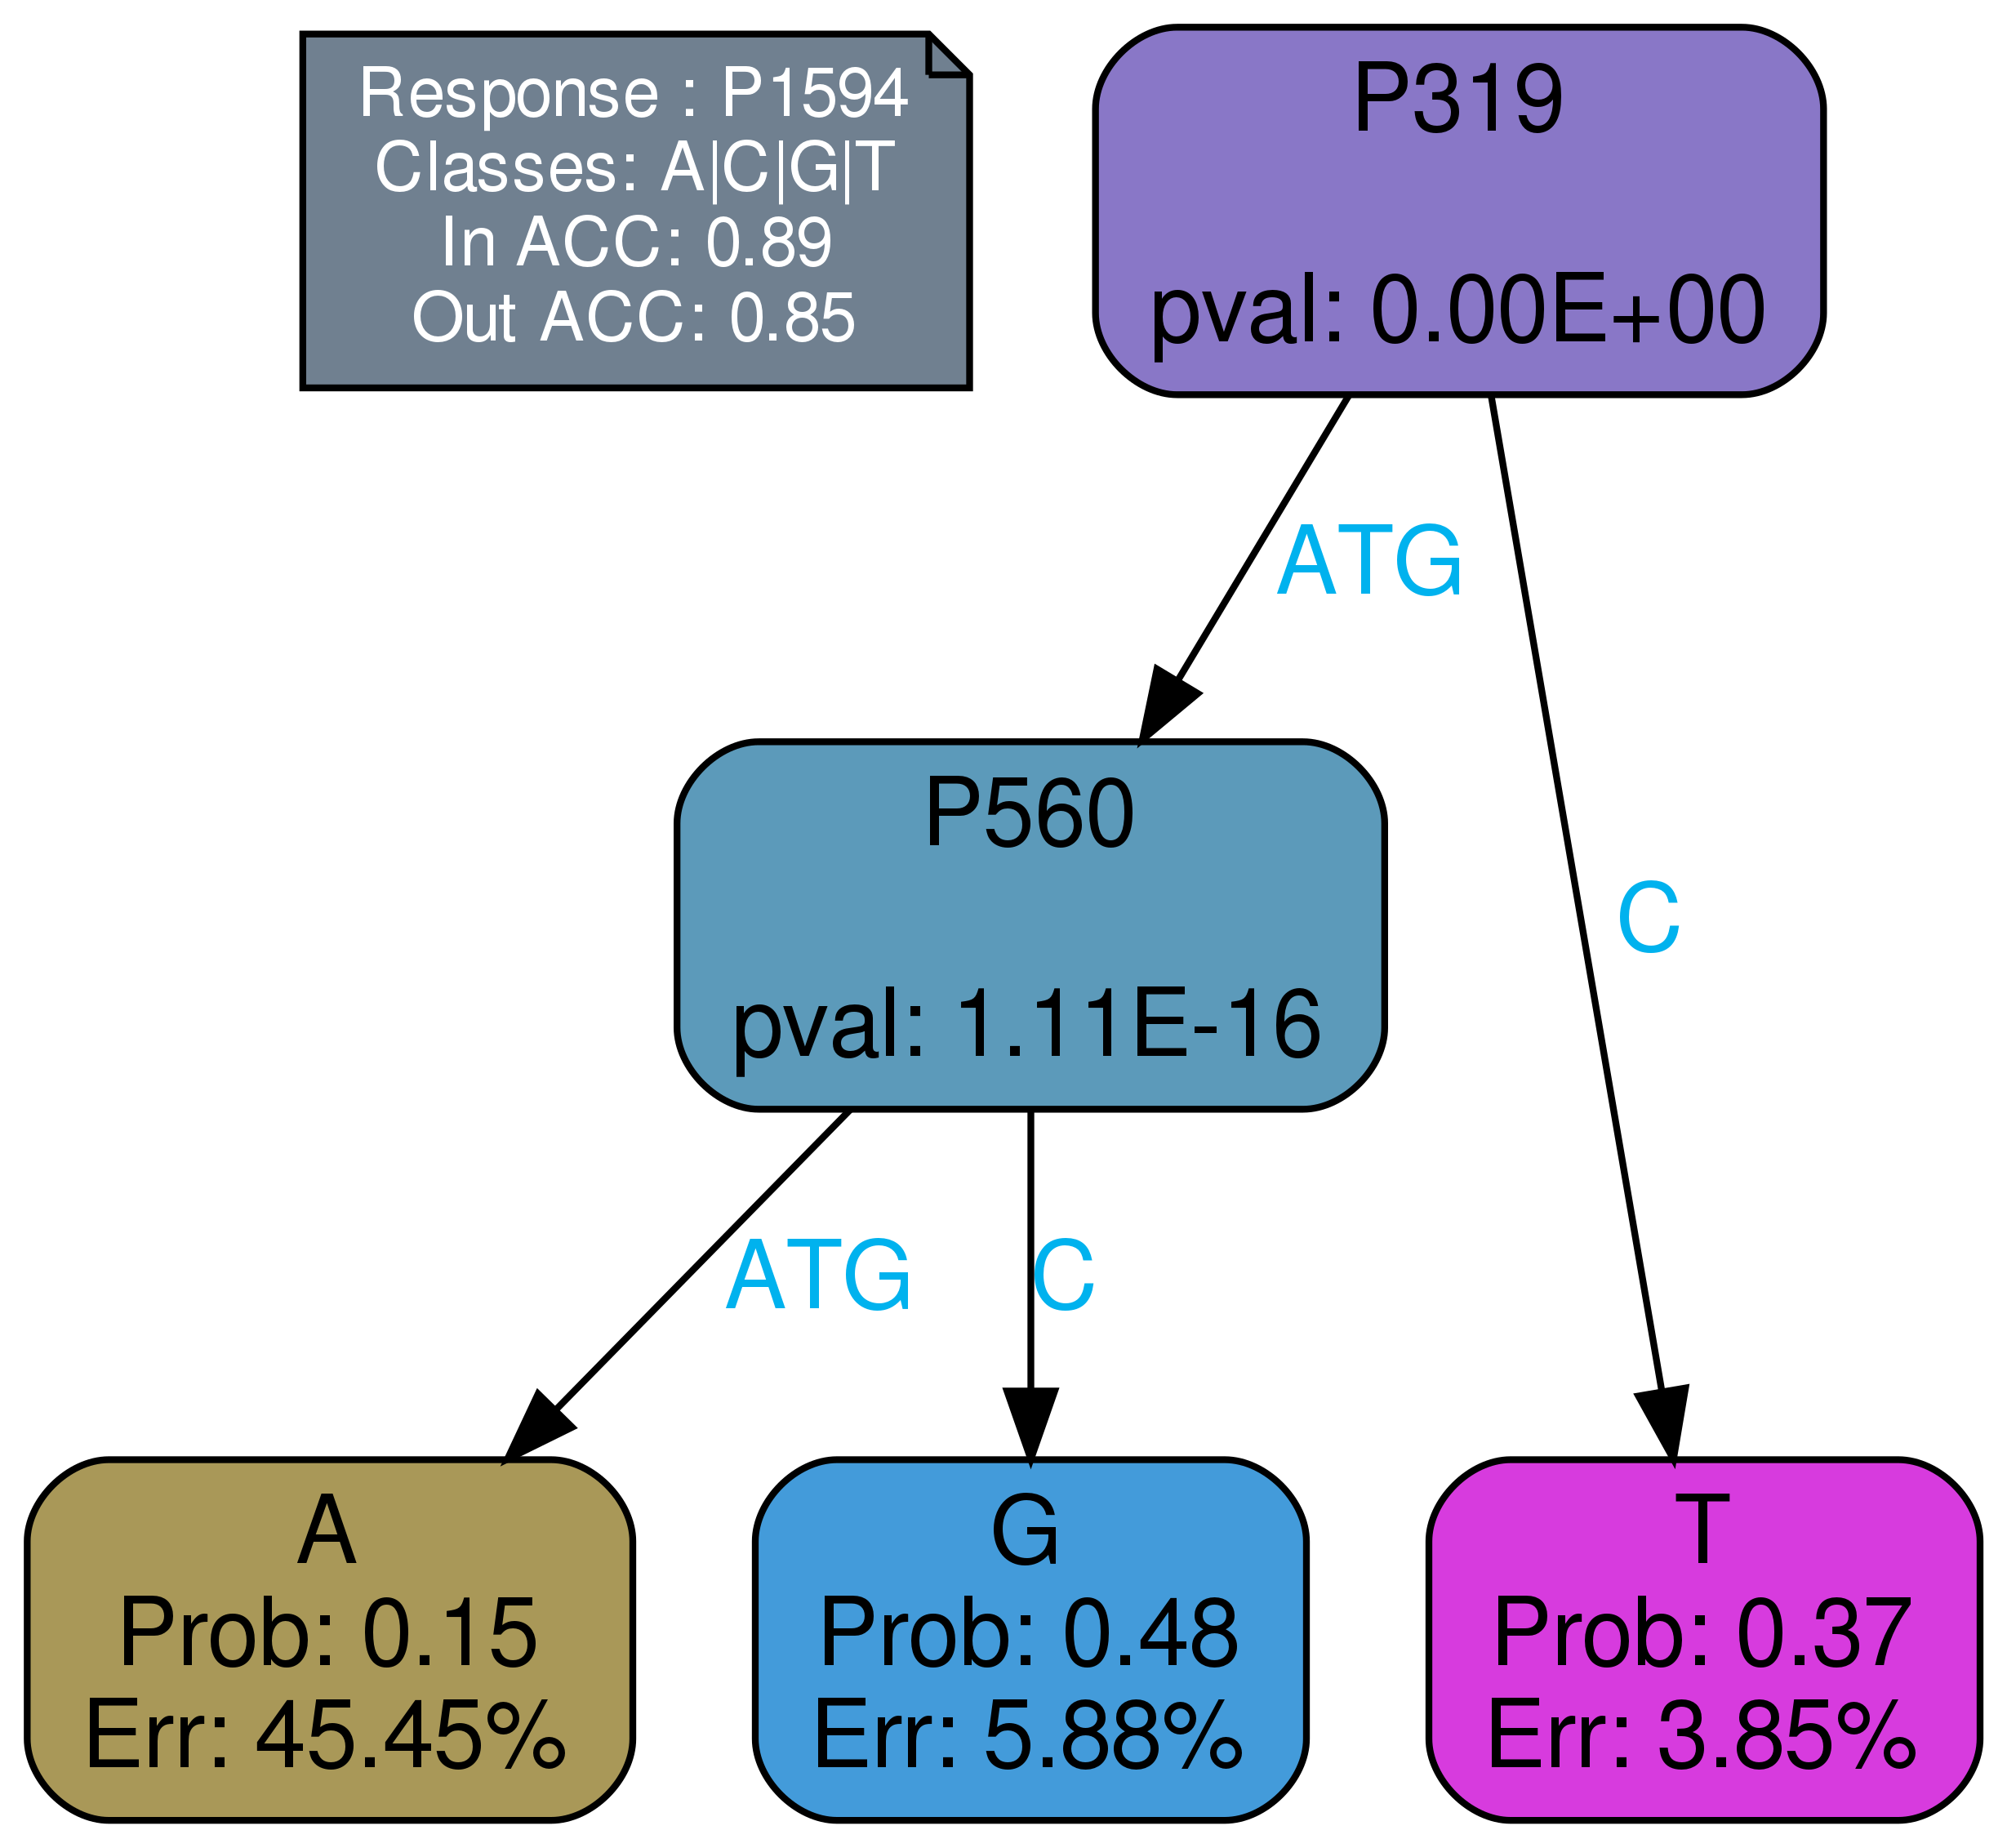 Response : P1594
Classes: A|C|G|T
In ACC: 0.89
Out ACC: 0.85
P319
pval: 0.00E+00
ATG
C
P560
pval: 1.11E-16
ATG
C
A
Prob: 0.15
Err: 45.45%
G
Prob: 0.48
Err: 5.88%
T
Prob: 0.37
Err: 3.85%